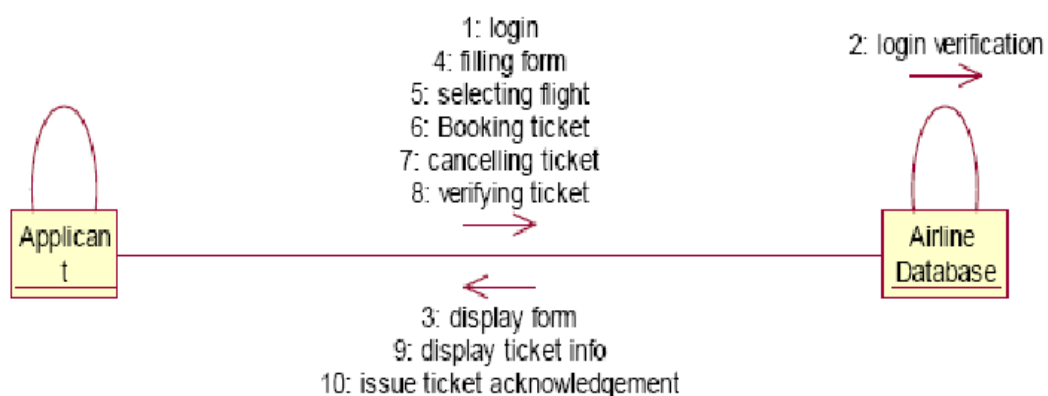 1: login
4: filling form
5: selecting flight
6: Booking ticket
7: cancelling ticket
8: verifying ticket
2: login verification
Applican
t
Airline
Database
3: display form
9: display ticket info
10: issue ticket acknowledgement